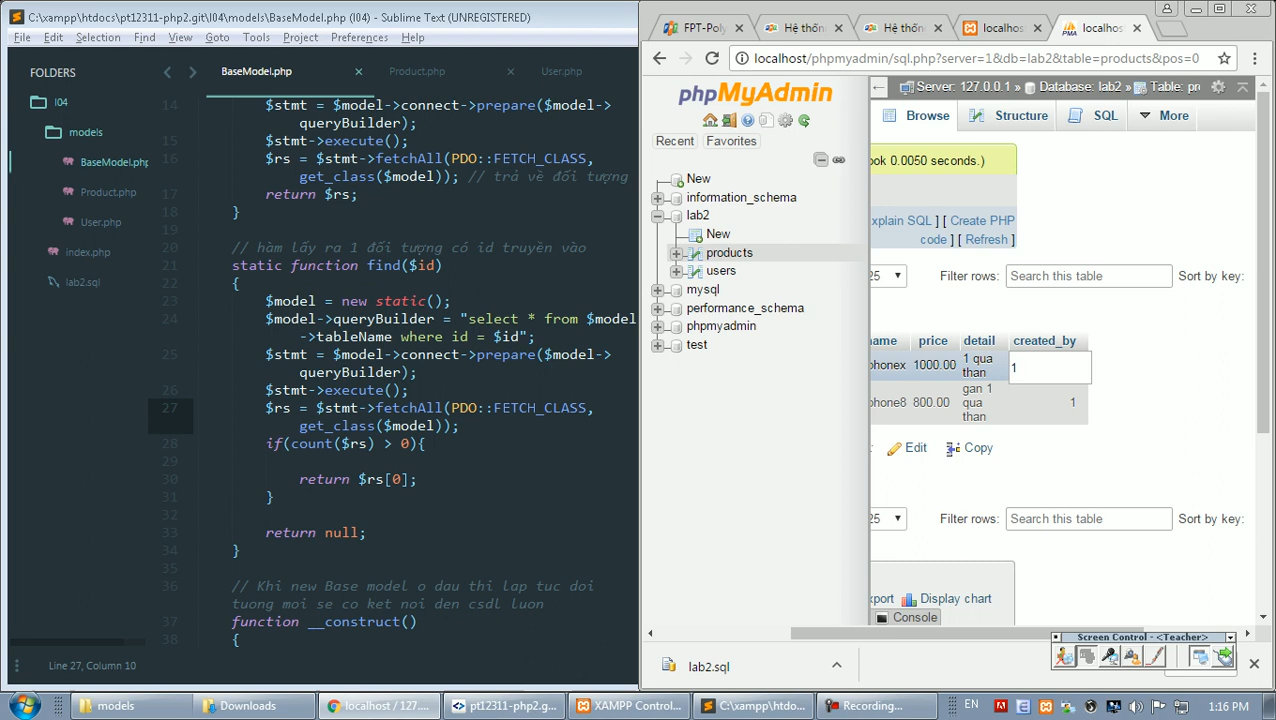 C:\xampp\htdocs\pt12311-php2.git\l04\models\BaseModel.php (l04) - Sublime Text (UNREGISTERED)
File Edit Selection Find View Goto Tools Project Preferences Help
FOLDERS
l04
models
BaseModel.php
Product.php
User.php
index.php
lab2.sql
BaseModel.php Product.php User.php
14 $stmt = $model->connect->prepare($model->
queryBuilder);
15 $stmt->execute();
16 $rs = $stmt->fetchAll(PDO::FETCH_CLASS,
get_class($model)); // trả về đối tượng
17 return $rs;
18 }
19
20 // hàm lấy ra 1 đối tượng có id truyền vào
21 static function find($id)
22 {
23 $model = new static();
24 $model->queryBuilder = "select * from $model
->tableName where id = $id";
25 $stmt = $model->connect->prepare($model->
queryBuilder);
26 $stmt->execute();
27 $rs = $stmt->fetchAll(PDO::FETCH_CLASS,
get_class($model));
28 if(count($rs) > 0){
29
30 return $rs[0];
31 }
32
33 return null;
34 }
35
36 // Khi new Base model o dau thi lap tuc doi
tuong moi se co ket noi den csdl luon
37 function __construct()
38 {
Line 27, Column 10
FPT-Poly Hệ thốn Hệ thốn localhos localhos
localhost/phpmyadmin/sql.php?server=1&db=lab2&table=products&pos=0
phpMyAdmin
Recent Favorites
New
information_schema
lab2
New
products
users
mysql
performance_schema
phpmyadmin
test
Server: 127.0.0.1 » Database: lab2 » Table: pr
Browse Structure SQL More
ook 0.0050 seconds.)
xplain SQL ] [ Create PHP
code ] [ Refresh ]
25 Filter rows: Search this table Sort by key:
name price detail created_by
phonex 1000.00 1 qua than 1
phone8 800.00 gan 1 qua than 1
Edit Copy
25 Filter rows: Search this table Sort by key:
xport Display chart
Console
Screen Control - <Teacher>
lab2.sql
models Downloads localhost / 127.... pt12311-php2.g... XAMPP Control... C:\xampp\htdo... Recording... EN 1:16 PM